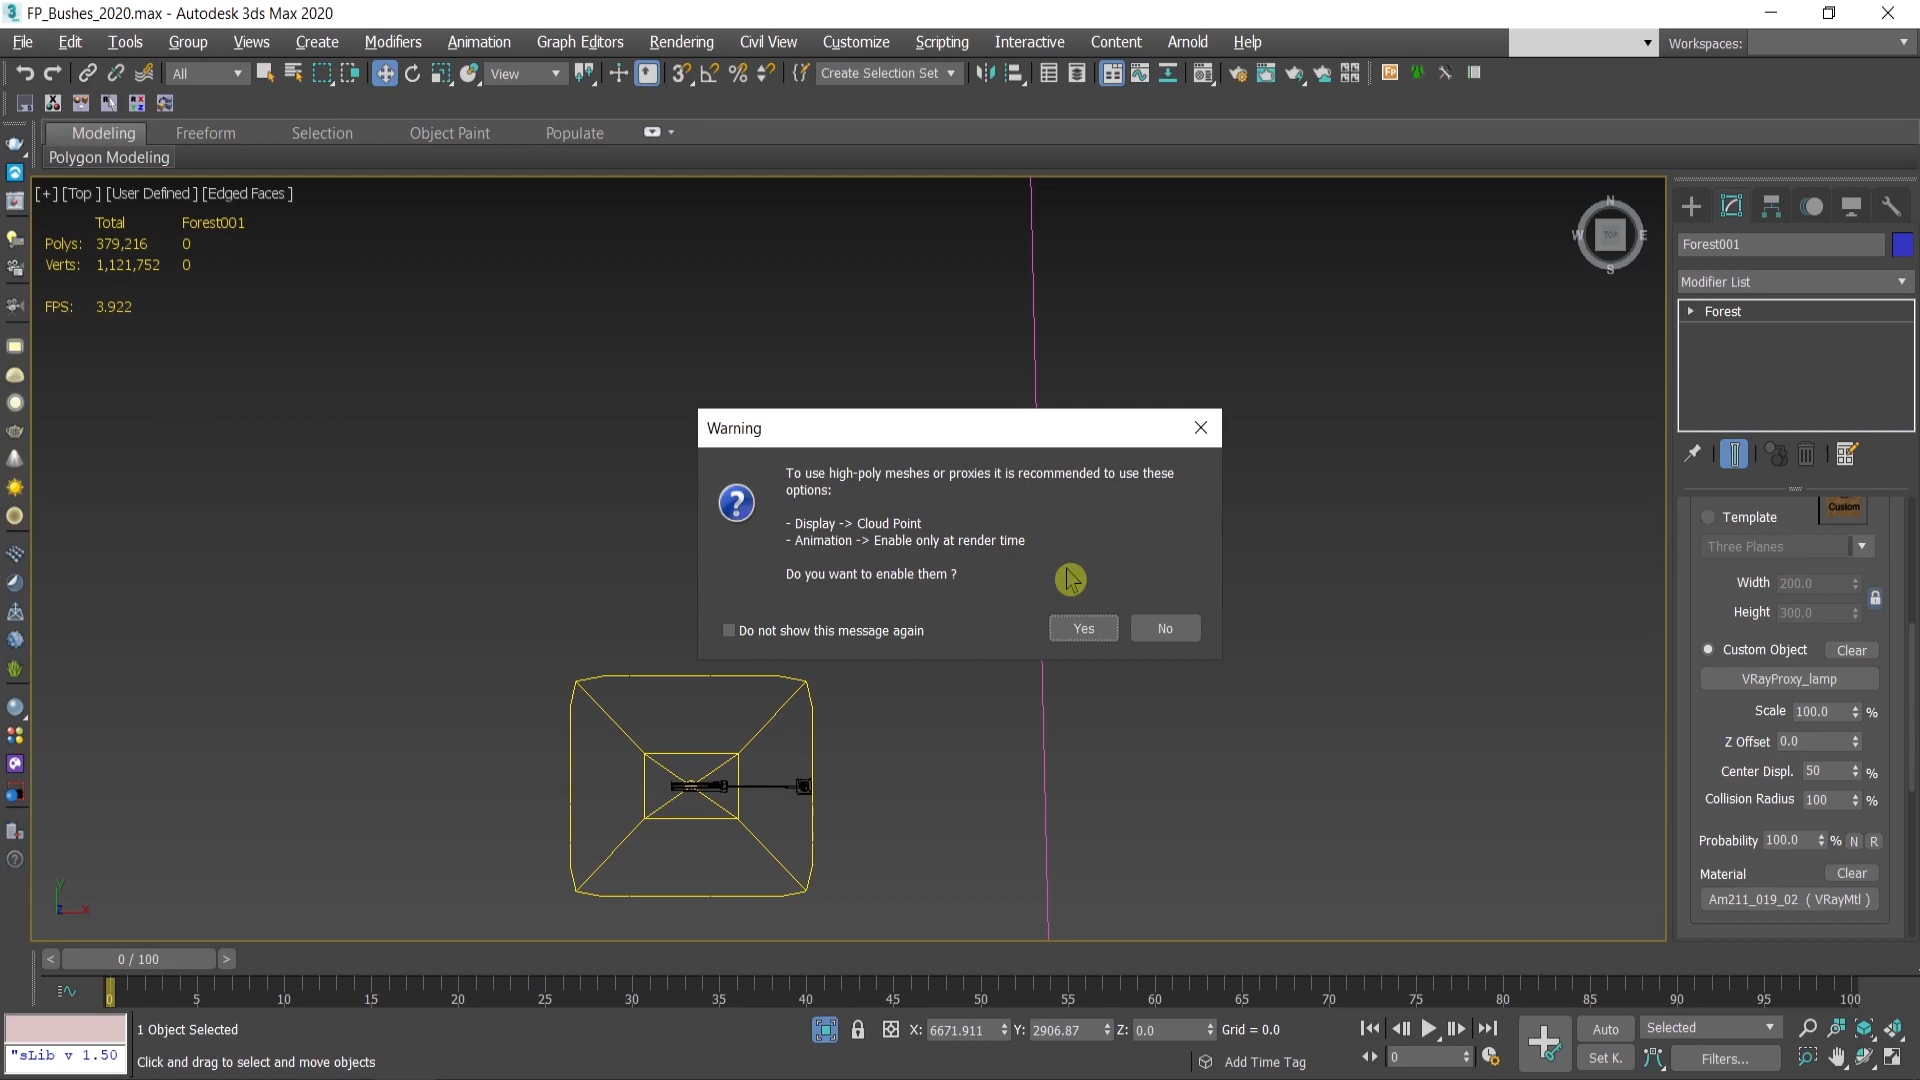 FP_Bushes_2020.max - Autodesk 3ds Max 2020
File Edit Tools Group Views Create Modifiers Animation Graph Editors Rendering Civil View Customize Scripting Interactive Content Arnold Help Workspaces:
All View Create Selection Set
Modeling Freeform Selection Object Paint Populate
Polygon Modeling
[+] [Top ] [User Defined ] [Edged Faces ]
Total Forest001
Polys: 379,216 0
Verts: 1,121,752 0
FPS: 3.922
N
W TOP E
S
Forest001
Modifier List
Forest
Warning
To use high-poly meshes or proxies it is recommended to use these
options:
- Display -> Cloud Point
- Animation -> Enable only at render time
Do you want to enable them ?
Do not show this message again
Yes No
Custom
Template
Three Planes
Width 200.0
Height 300.0
Custom Object Clear
VRayProxy_lamp
Scale 100.0 %
Z Offset 0.0
Center Displ. 50 %
Collision Radius 100 %
Probability 100.0 % N R
Material Clear
Am211_019_02 ( VRayMtl )
y
z x
< 0 / 100 >
0 5 10 15 20 25 30 35 40 45 50 55 60 65 70 75 80 85 90 95 100
1 Object Selected X: 6671.911 Y: 2906.87 Z: 0.0 Grid = 0.0 Auto Selected
"sLib v 1.50 Click and drag to select and move objects Add Time Tag 0 Set K. Filters...